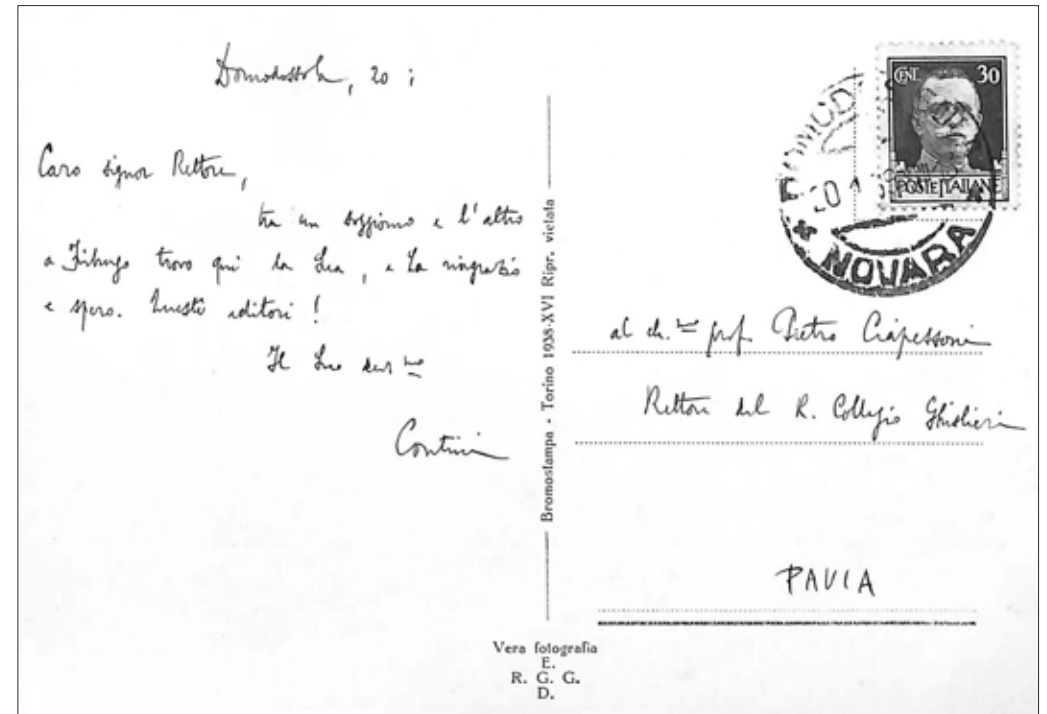 Domodossola, 20 i
Caro signor Rettore,
tra un soggiorno e l'altro
a Friburgo trovo qui la Sua, e La ringrazio
e spero. Questi editori!
Il Suo dev.mo
Contini
Bromostampa - Torino 1938-XVI Ripr. vietata
Vera fotografia
E.
R. G. G.
D.
CENT. 30
POSTE ITALIANE
NOVARA
al ch.mo prof. Pietro Ciapessoni
Rettore del R. Collegio Ghislieri
PAVIA